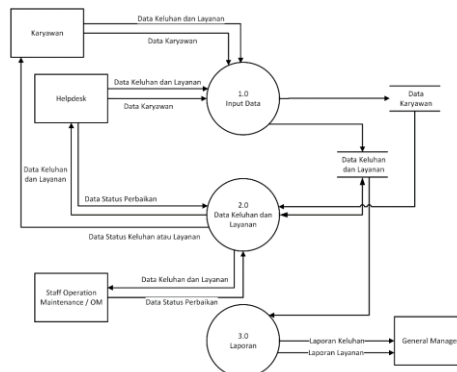 Karyawan
Data Keluhan dan Layanan
Data Karyawan
Helpdesk
Data Keluhan dan Layanan
Data Karyawan
1.0
Input Data
Data
Karyawan
Data Keluhan
dan Layanan
Data Keluhan
dan Layanan
Data Status Perbaikan
2.0
Data Keluhan dan
Layanan
Data Status Keluhan atau Layanan
Staff Operation
Maintenance / OM
Data Keluhan dan Layanan
Data Status Perbaikan
3.0
Laporan
Laporan Keluhan
Laporan Layanan
General Manager